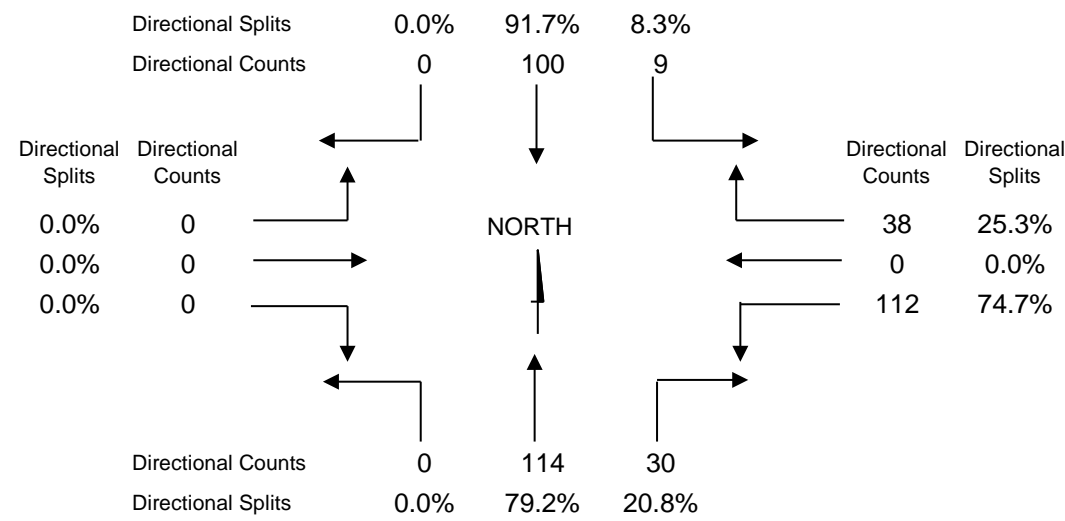 Directional Splits 0.0% 91.7% 8.3%
Directional Counts 0 100 9
Directional Directional
Splits Counts
Directional Directional
Counts Splits
0.0% 0
NORTH
38 25.3%
0.0% 0
0 0.0%
0.0% 0
112 74.7%
Directional Counts 0 114 30
Directional Splits 0.0% 79.2% 20.8%